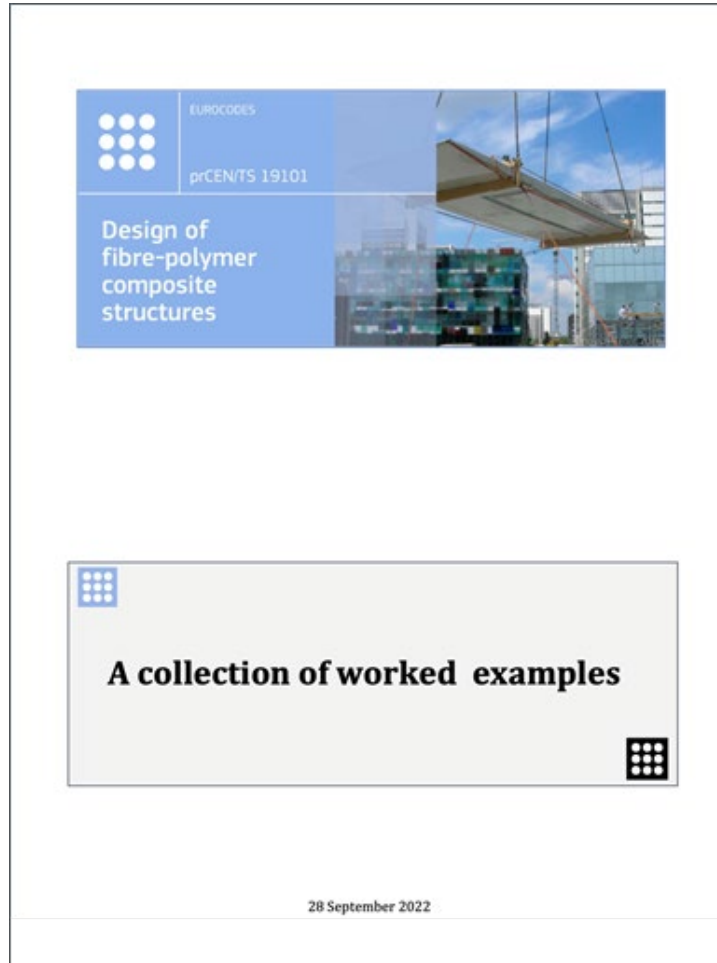 EUROCODES
prCEN/TS 19101
Design of
fibre-polymer
composite
structures
A collection of worked  examples
28 September 2022